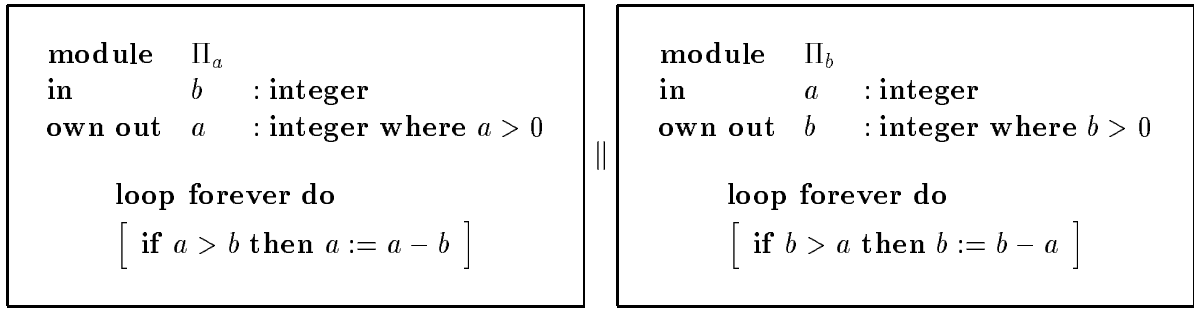 module Πₐ
in b : integer
own out a : integer where a > 0
loop forever do
[ if a > b then a := a − b ]
||
module Π_b
in a : integer
own out b : integer where b > 0
loop forever do
[ if b > a then b := b − a ]